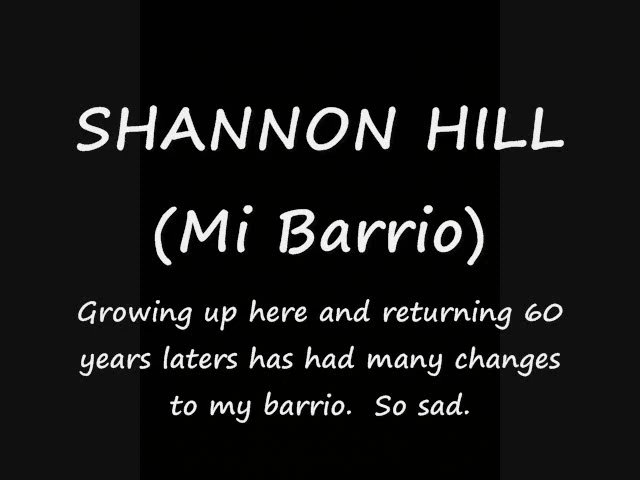 SHANNON HILL
(Mi Barrio)
Growing up here and returning 60
years laters has had many changes
to my barrio.  So sad.